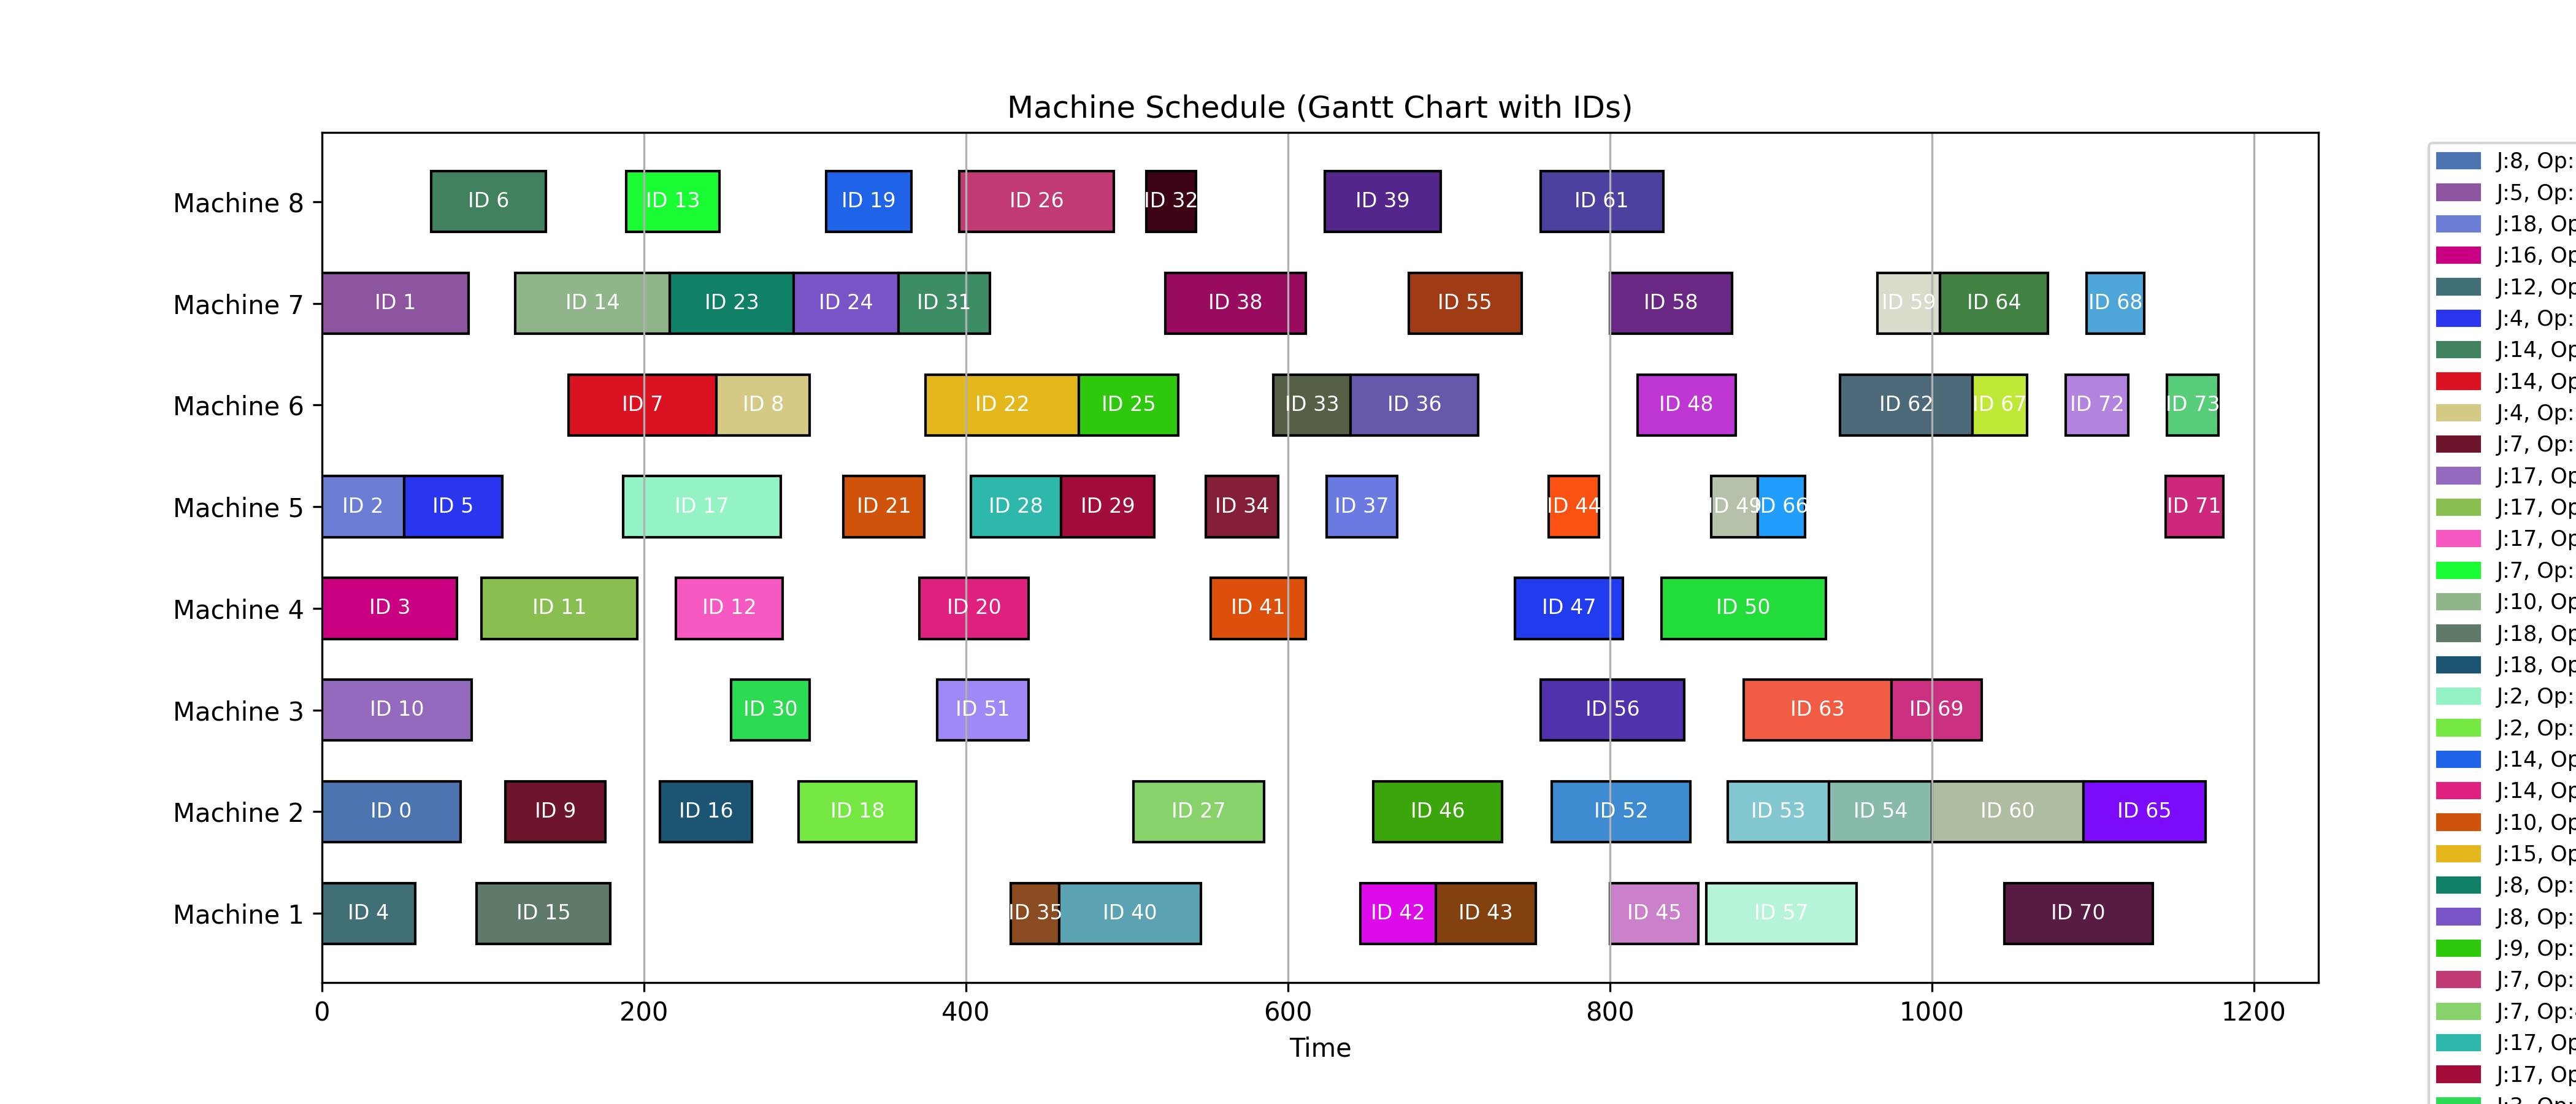 Machine Schedule (Gantt Chart with IDs)
Machine 8
ID 6
ID 13
ID 19
ID 26
ID 32
ID 39
ID 61
Machine 7
ID 1
ID 14
ID 23
ID 24
ID 31
ID 38
ID 55
ID 58
ID 59
ID 64
ID 68
Machine 6
ID 7
ID 8
ID 22
ID 25
ID 33
ID 36
ID 48
ID 62
ID 67
ID 72
ID 73
Machine 5
ID 2
ID 5
ID 17
ID 21
ID 28
ID 29
ID 34
ID 37
ID 44
ID 49
ID 66
ID 71
Machine 4
ID 3
ID 11
ID 12
ID 20
ID 41
ID 47
ID 50
Machine 3
ID 10
ID 30
ID 51
ID 56
ID 63
ID 69
Machine 2
ID 0
ID 9
ID 16
ID 18
ID 27
ID 46
ID 52
ID 53
ID 54
ID 60
ID 65
Machine 1
ID 4
ID 15
ID 35
ID 40
ID 42
ID 43
ID 45
ID 57
ID 70
0 200 400 600 800 1000 1200
Time
J:8, Op:
J:5, Op:
J:18, Op
J:16, Op
J:12, Op
J:4, Op:
J:14, Op
J:14, Op
J:4, Op:
J:7, Op:
J:17, Op
J:17, Op
J:17, Op
J:7, Op:
J:10, Op
J:18, Op
J:18, Op
J:2, Op:
J:2, Op:
J:14, Op
J:14, Op
J:10, Op
J:15, Op
J:8, Op:
J:8, Op:
J:9, Op:
J:7, Op:
J:7, Op:
J:17, Op
J:17, Op
J:3, Op: